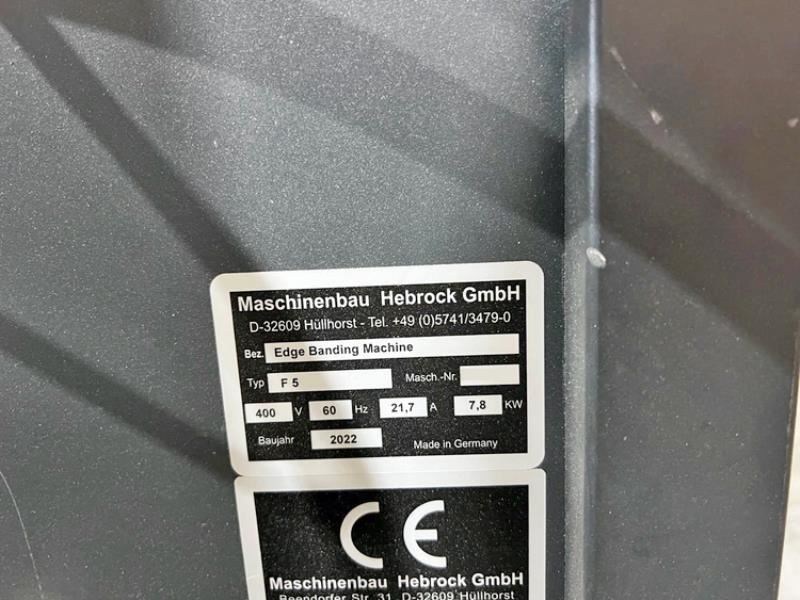 Maschinenbau Hebrock GmbH
D-32609 Hüllhorst - Tel. +49 (0)5741/3479-0
Bez. Edge Banding Machine
Typ F 5 Masch.-Nr.
400 V 60 Hz 21,7 A 7,8 KW
Baujahr 2022 Made in Germany
CE
Maschinenbau Hebrock GmbH
Str. 31, D-32609 Hüllhorst